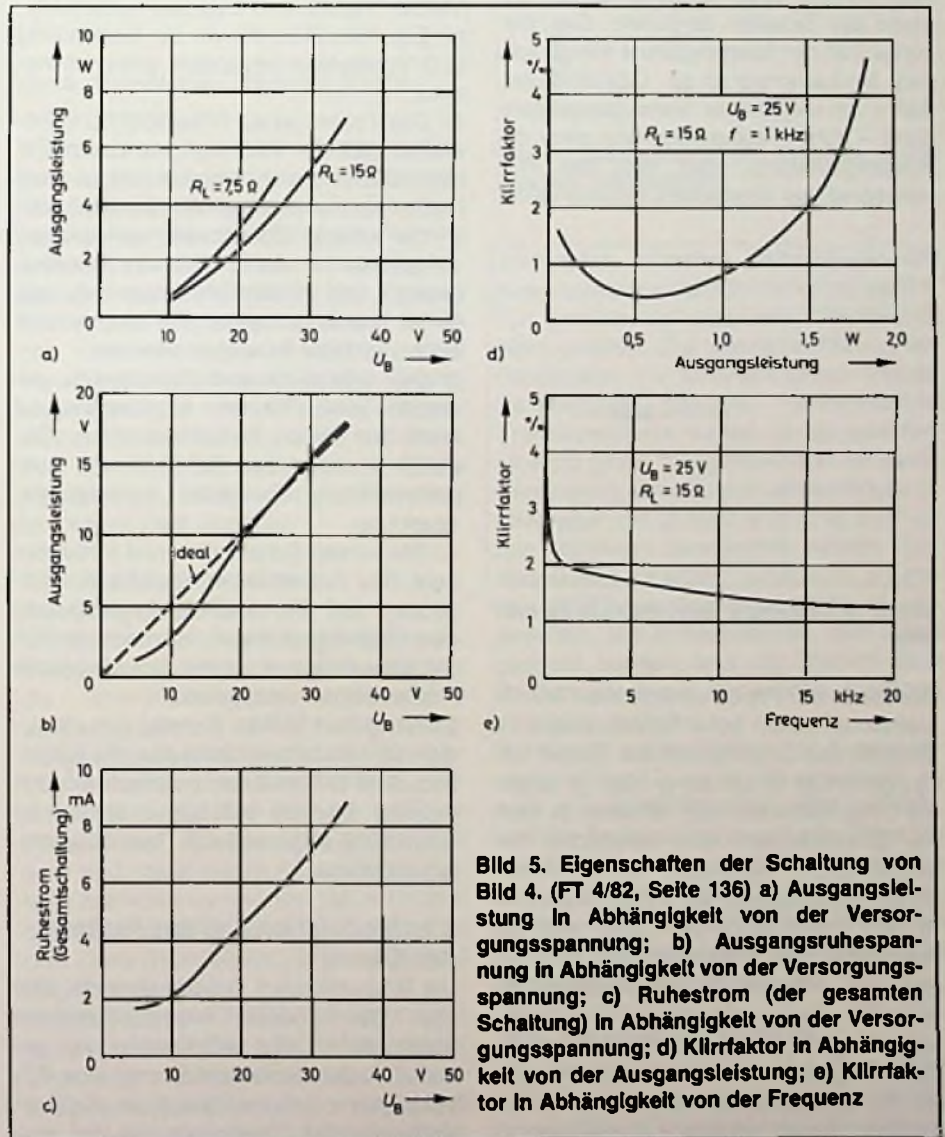 10
W
8
6
4
2
0
Ausgangsleistung
R_L = 7,5 Ω
R_L = 15 Ω
10 20 30 40 V 50
U_B
a)
20
V
15
10
5
0
Ausgangsleistung
deal
10 20 30 40 V 50
U_B
b)
10
mA
8
6
4
2
0
Ruhestrom
(Gesamtschaltung)
10 20 30 40 V 50
U_B
c)
5
4
3
2
1
0
Klirrfaktor
U_B = 25 V
R_L = 15 Ω f = 1 kHz
0,5 1,0 1,5 W 2,0
Ausgangsleistung
d)
5
4
3
2
1
0
Klirrfaktor
U_B = 25 V
R_L = 15 Ω
5 10 15 kHz 20
Frequenz
e)
Bild 5. Eigenschaften der Schaltung von
Bild 4. (FT 4/82, Seite 136) a) Ausgangslei-
stung in Abhängigkeit von der Versor-
gungsspannung; b) Ausgangsruhespan-
nung in Abhängigkeit von der Versorgungs-
spannung; c) Ruhestrom (der gesamten
Schaltung) in Abhängigkeit von der Versor-
gungsspannung; d) Klirrfaktor in Abhängig-
keit von der Ausgangsleistung; e) Klirrfak-
tor in Abhängigkeit von der Frequenz